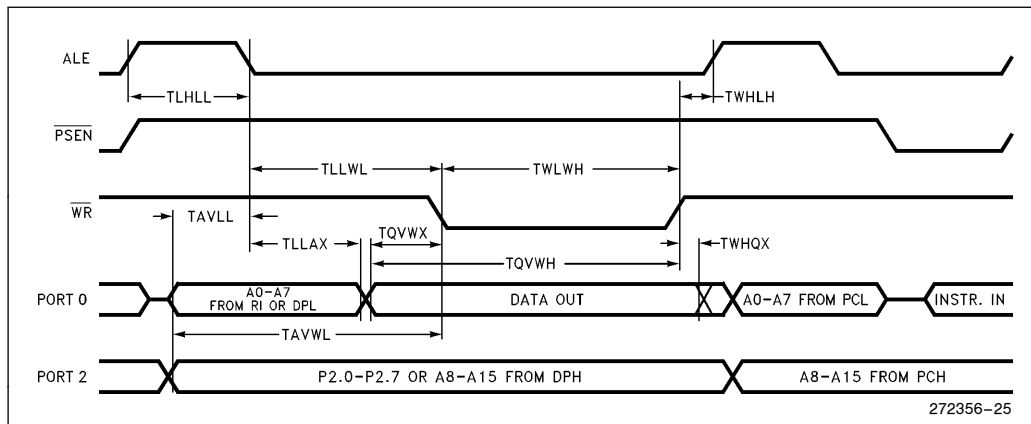 ALE
TLHLL
TWHLH
PSEN
TLLWL
TWLWH
WR
TAVLL
TLLAX
TQVWX
TWHQX
TQVWH
PORT 0
A0-A7
FROM RI OR DPL
DATA OUT
A0-A7 FROM PCL
INSTR. IN
TAVWL
PORT 2
P2.0-P2.7 OR A8-A15 FROM DPH
A8-A15 FROM PCH
272356-25